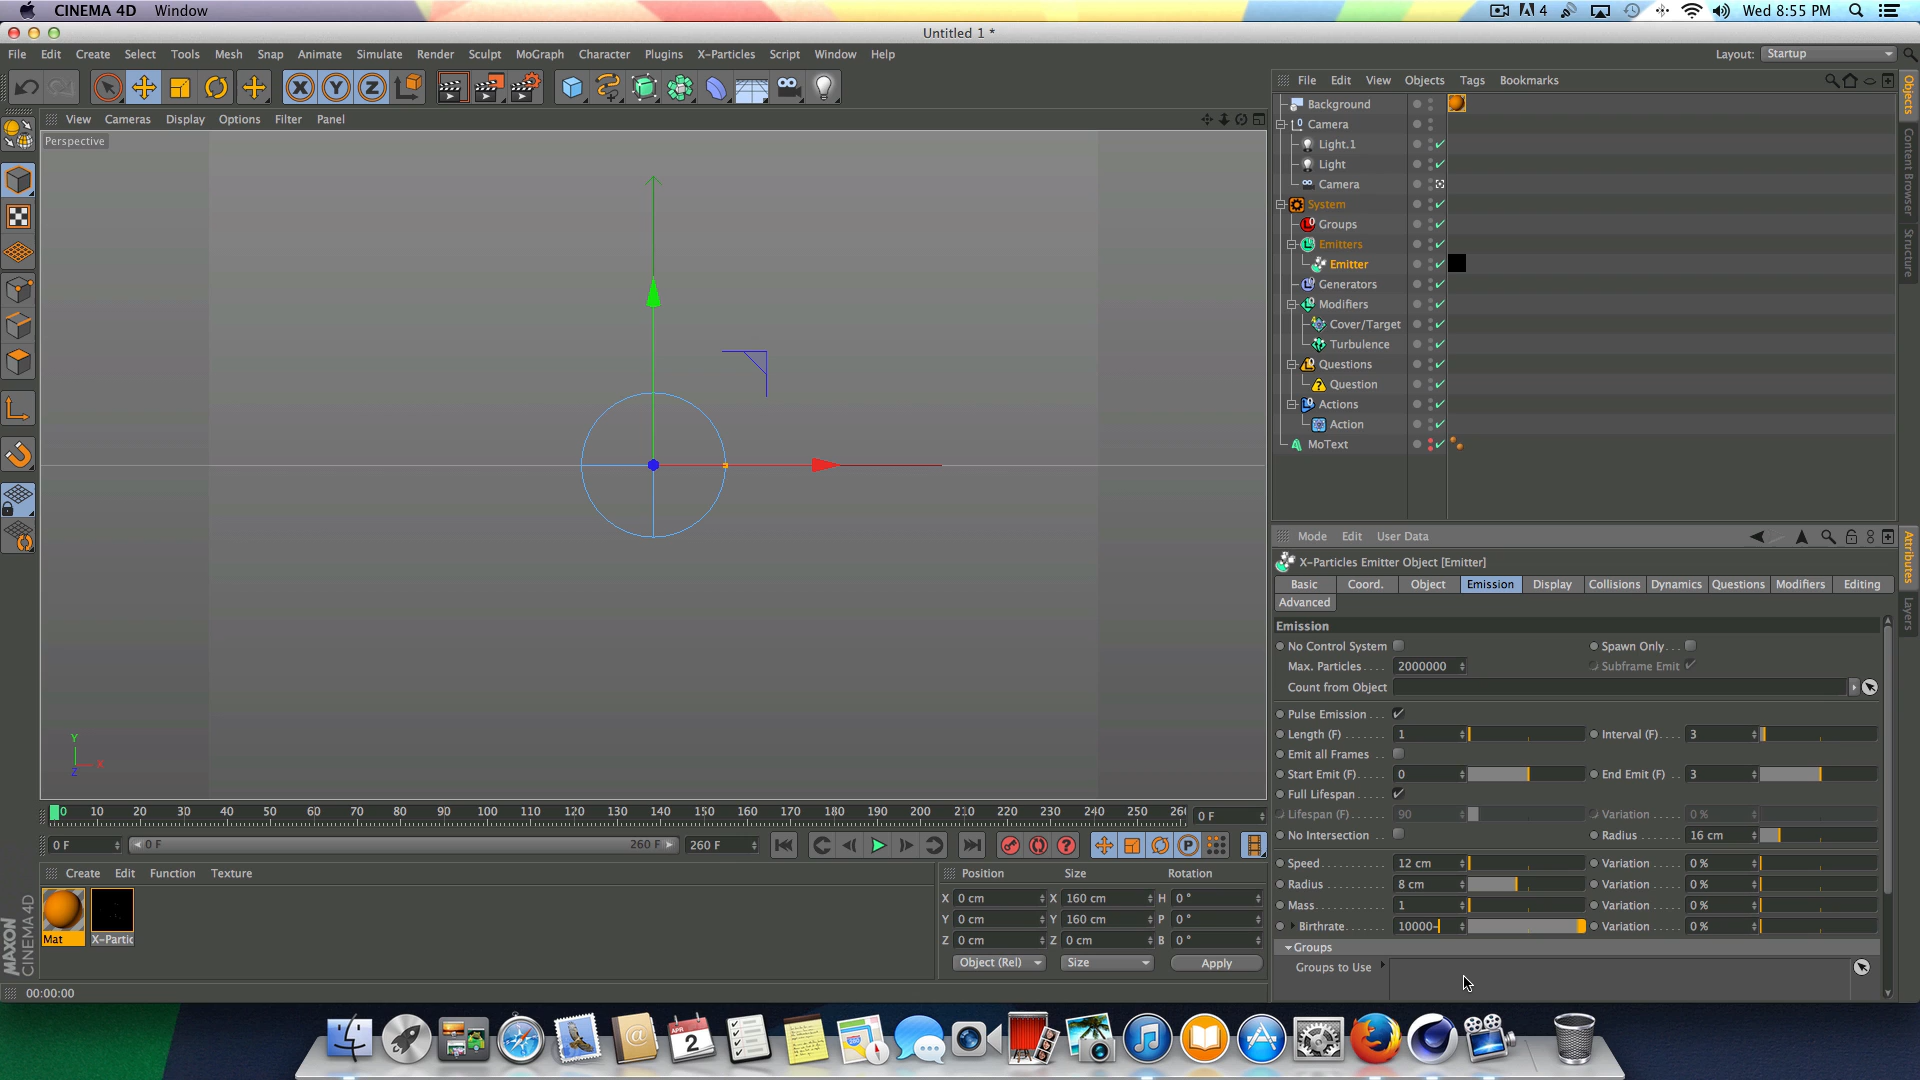 CINEMA 4D Window 4 Wed 8:55 PM
Untitled 1 *
File Edit Create Select Tools Mesh Snap Animate Simulate Render Sculpt MoGraph Character Plugins X-Particles Script Window Help Layout: Startup
X Y Z
File Edit View Objects Tags Bookmarks
View Cameras Display Options Filter Panel
Perspective
Background
Camera
Light.1
Light
Camera
System
Groups
Emitters
Emitter
Generators
Modifiers
Cover/Target
Turbulence
Questions
Question
Actions
Action
MoText
Objects
Content Browser
Structure
Mode Edit User Data
X-Particles Emitter Object [Emitter]
Basic Coord. Object Emission Display Collisions Dynamics Questions Modifiers Editing
Advanced
Attributes
Layers
Emission
No Control System Spawn Only
Max. Particles 2000000 Subframe Emit
Count from Object
Pulse Emission
Length (F) 1 Interval (F) 3
Emit all Frames
Start Emit (F) 0 End Emit (F) 3
Full Lifespan
Lifespan (F) 90 Variation 0 %
No Intersection Radius 16 cm
Speed 12 cm Variation 0 %
Radius 8 cm Variation 0 %
Mass 1 Variation 0 %
Birthrate 10000 Variation 0 %
Groups
Groups to Use
Y
X
Z
0 10 20 30 40 50 60 70 80 90 100 110 120 130 140 150 160 170 180 190 200 210 220 230 240 250 0 F
0 F 0 F 260 F 260 F
Create Edit Function Texture
Mat X-Partic
Position Size Rotation
X 0 cm X 160 cm H 0 °
Y 0 cm Y 160 cm P 0 °
Z 0 cm Z 0 cm B 0 °
Object (Rel) Size Apply
MAXON
CINEMA 4D
00:00:00
APR
2